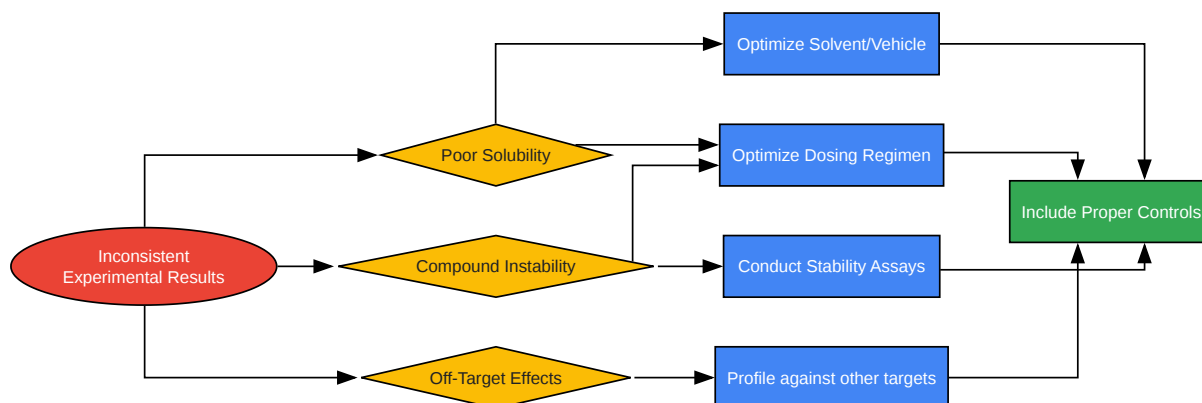 Optimize Solvent/Vehicle
Poor Solubility
Optimize Dosing Regimen
Include Proper Controls
Inconsistent
Experimental Results
Compound Instability
Conduct Stability Assays
Off-Target Effects
Profile against other targets